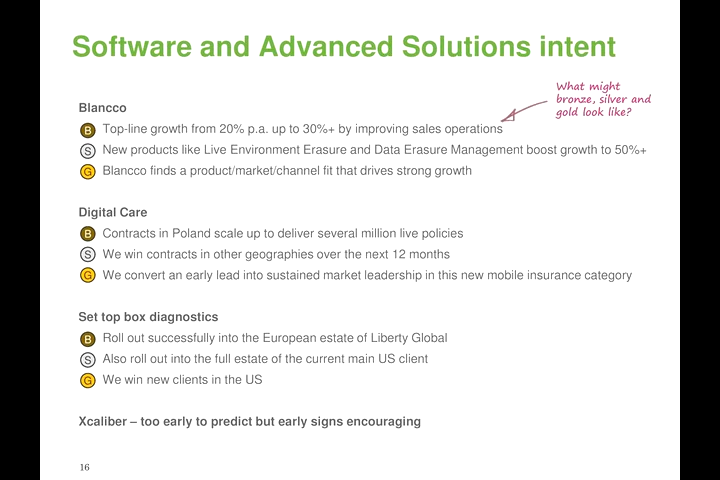 Software and Advanced Solutions intent
What might
bronze, silver and
gold look like?
Blancco
B Top-line growth from 20% p.a. up to 30%+ by improving sales operations
S New products like Live Environment Erasure and Data Erasure Management boost growth to 50%+
G Blancco finds a product/market/channel fit that drives strong growth
Digital Care
B Contracts in Poland scale up to deliver several million live policies
S We win contracts in other geographies over the next 12 months
G We convert an early lead into sustained market leadership in this new mobile insurance category
Set top box diagnostics
B Roll out successfully into the European estate of Liberty Global
S Also roll out into the full estate of the current main US client
G We win new clients in the US
Xcaliber – too early to predict but early signs encouraging
16